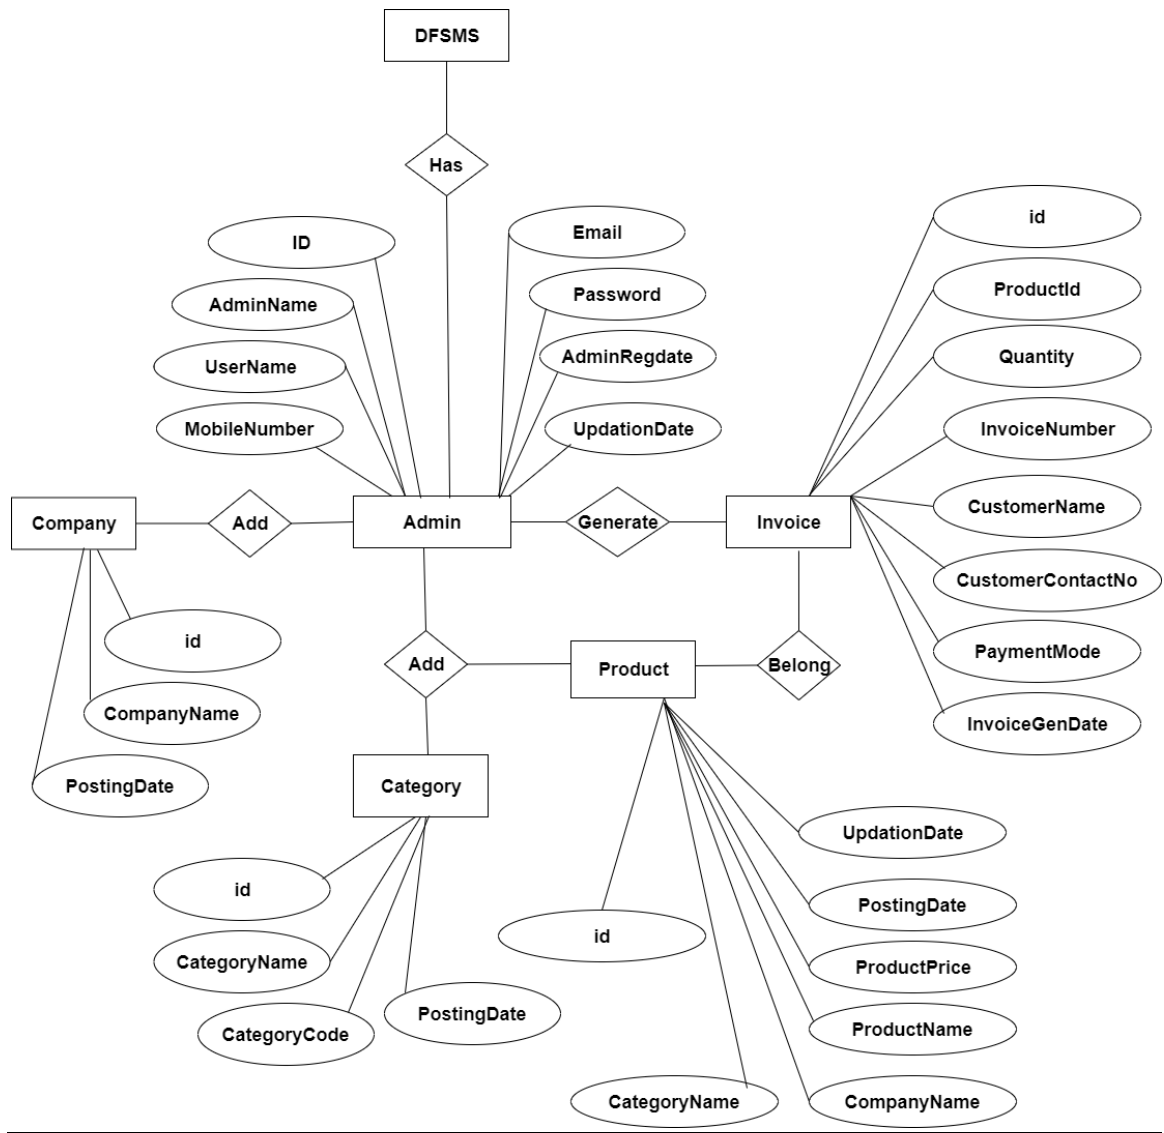 DFSMS
Has
ID
Email
id
AdminName
Password
ProductId
UserName
AdminRegdate
Quantity
MobileNumber
UpdationDate
InvoiceNumber
Company
Add
Admin
Generate
Invoice
CustomerName
CustomerContactNo
id
Add
Product
Belong
PaymentMode
CompanyName
InvoiceGenDate
PostingDate
Category
UpdationDate
id
PostingDate
id
CategoryName
ProductPrice
PostingDate
CategoryCode
ProductName
CategoryName
CompanyName